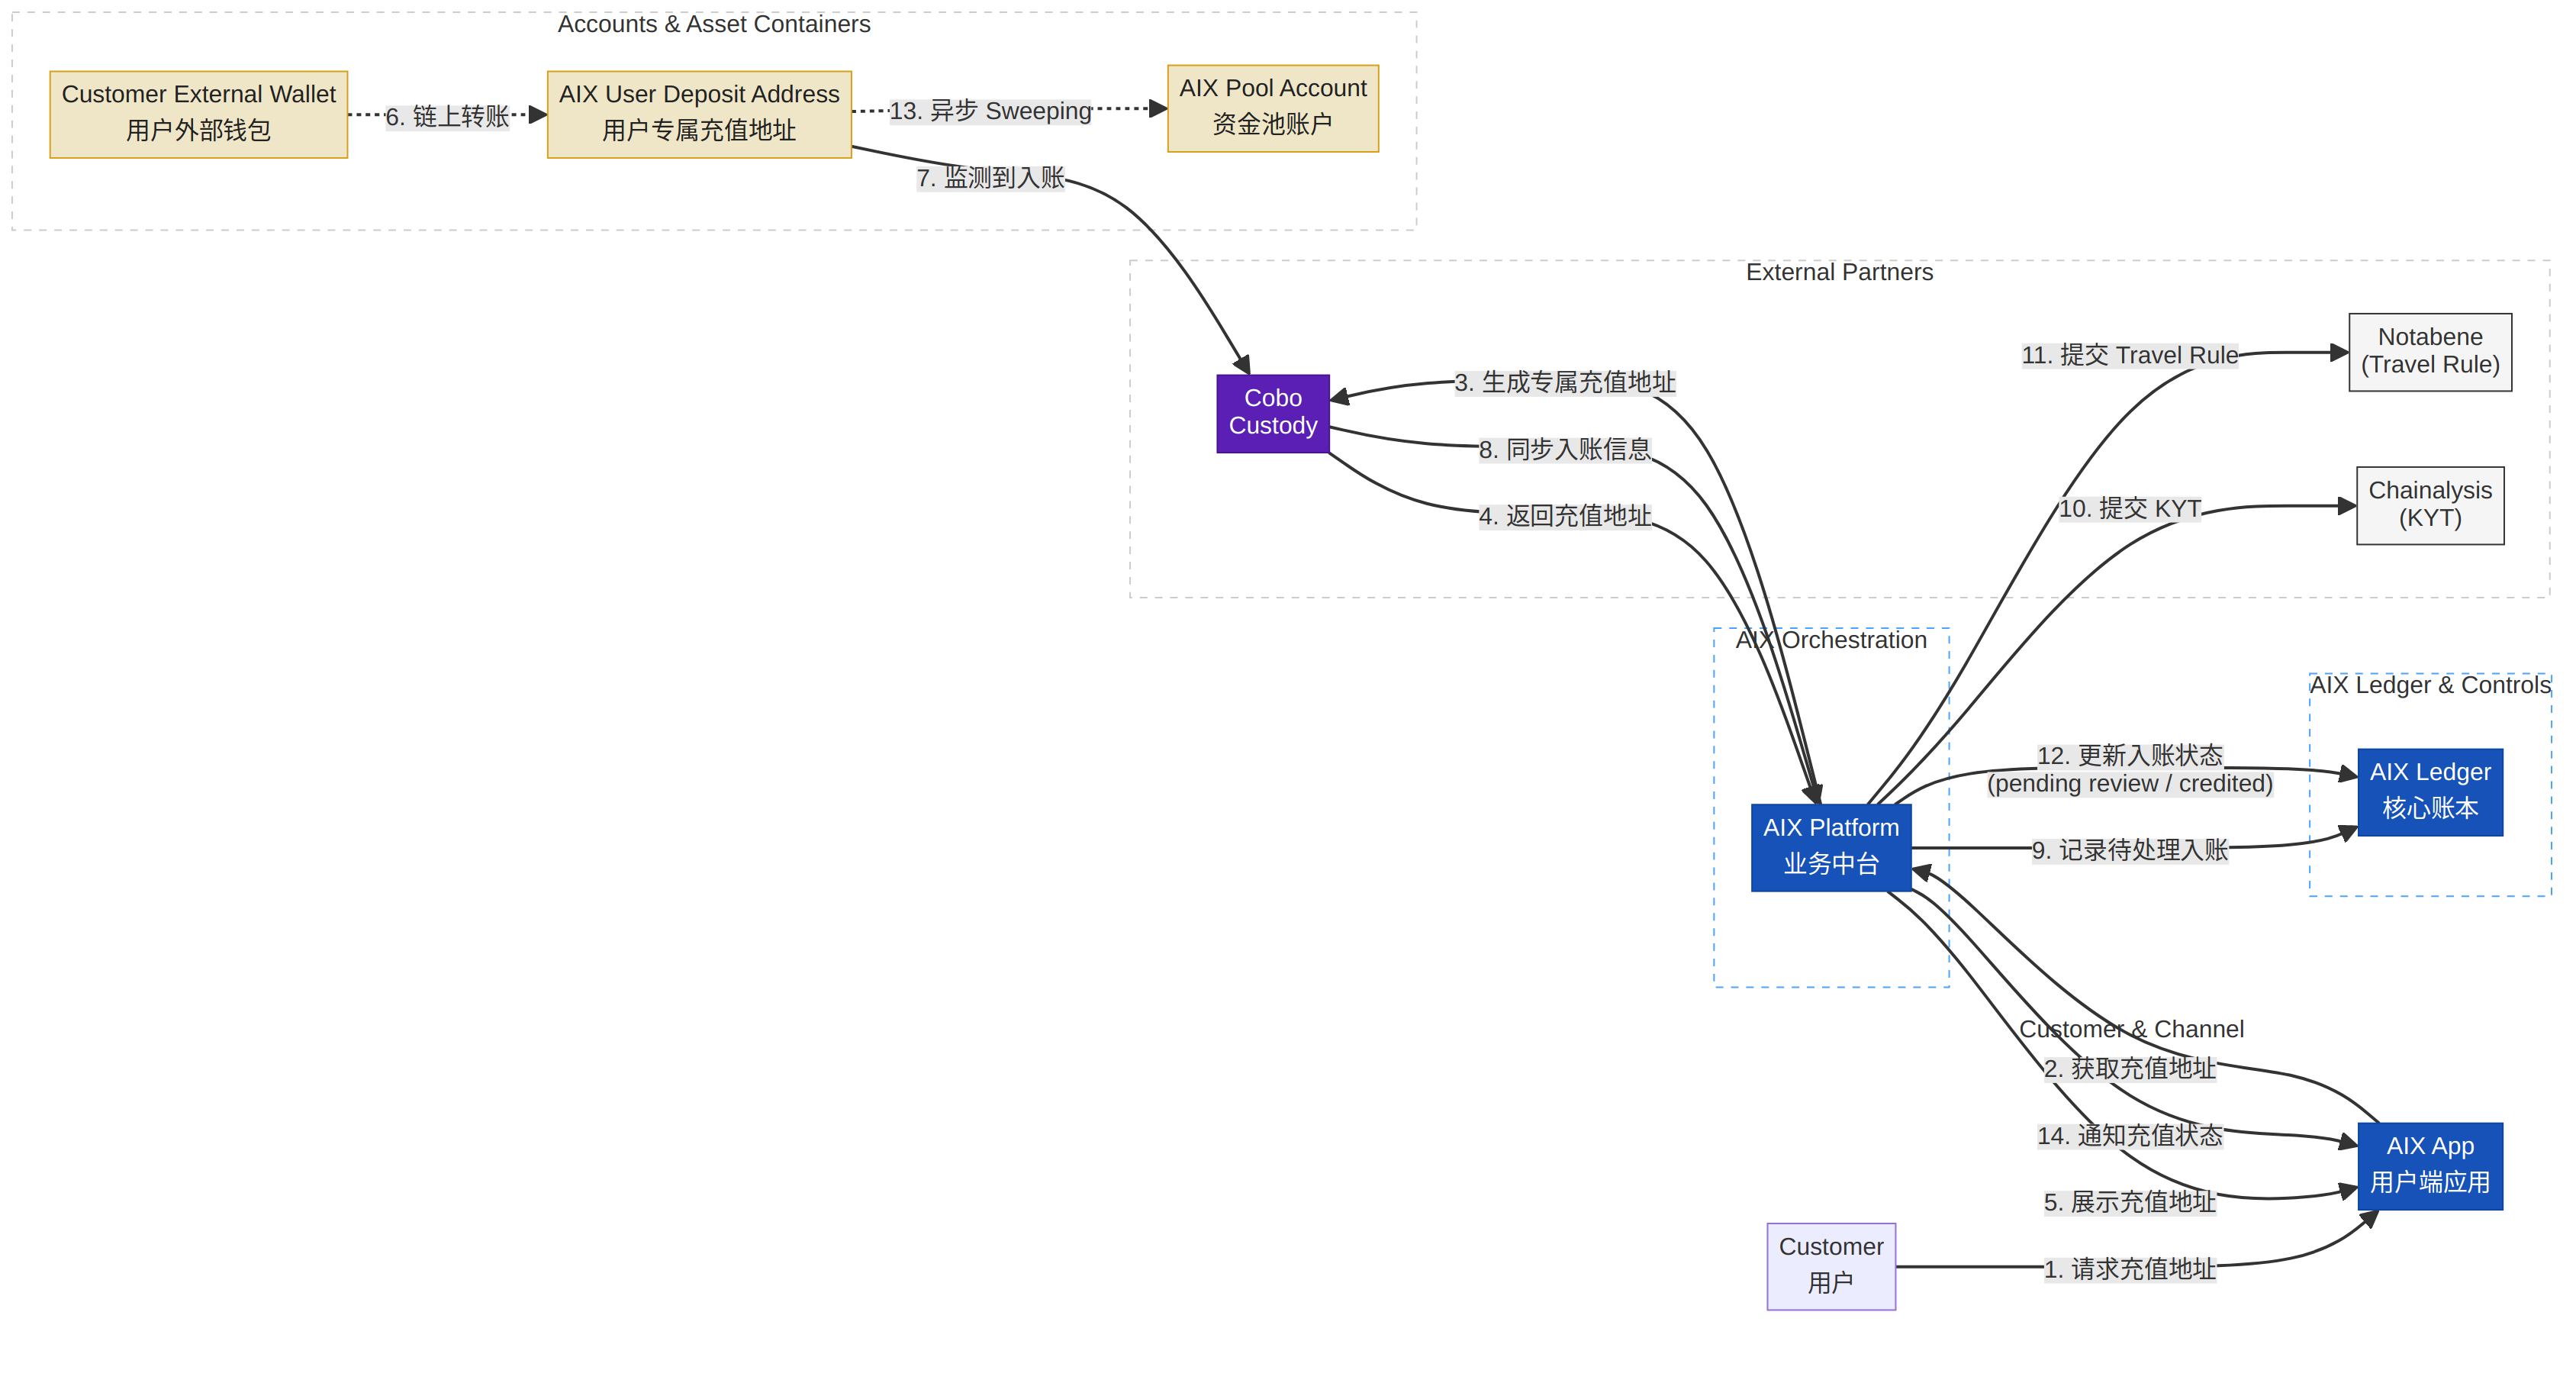 Accounts & Asset Containers
Customer External Wallet
用户外部钱包
6. 链上转账
AIX User Deposit Address
用户专属充值地址
13. 异步 Sweeping
AIX Pool Account
资金池账户
7. 监测到入账
External Partners
Cobo
Custody
3. 生成专属充值地址
8. 同步入账信息
4. 返回充值地址
11. 提交 Travel Rule
Notabene
(Travel Rule)
10. 提交 KYT
Chainalysis
(KYT)
AIX Orchestration
AIX Platform
业务中台
AIX Ledger & Controls
12. 更新入账状态
(pending review / credited)
9. 记录待处理入账
AIX Ledger
核心账本
Customer & Channel
2. 获取充值地址
14. 通知充值状态
5. 展示充值地址
1. 请求充值地址
AIX App
用户端应用
Customer
用户